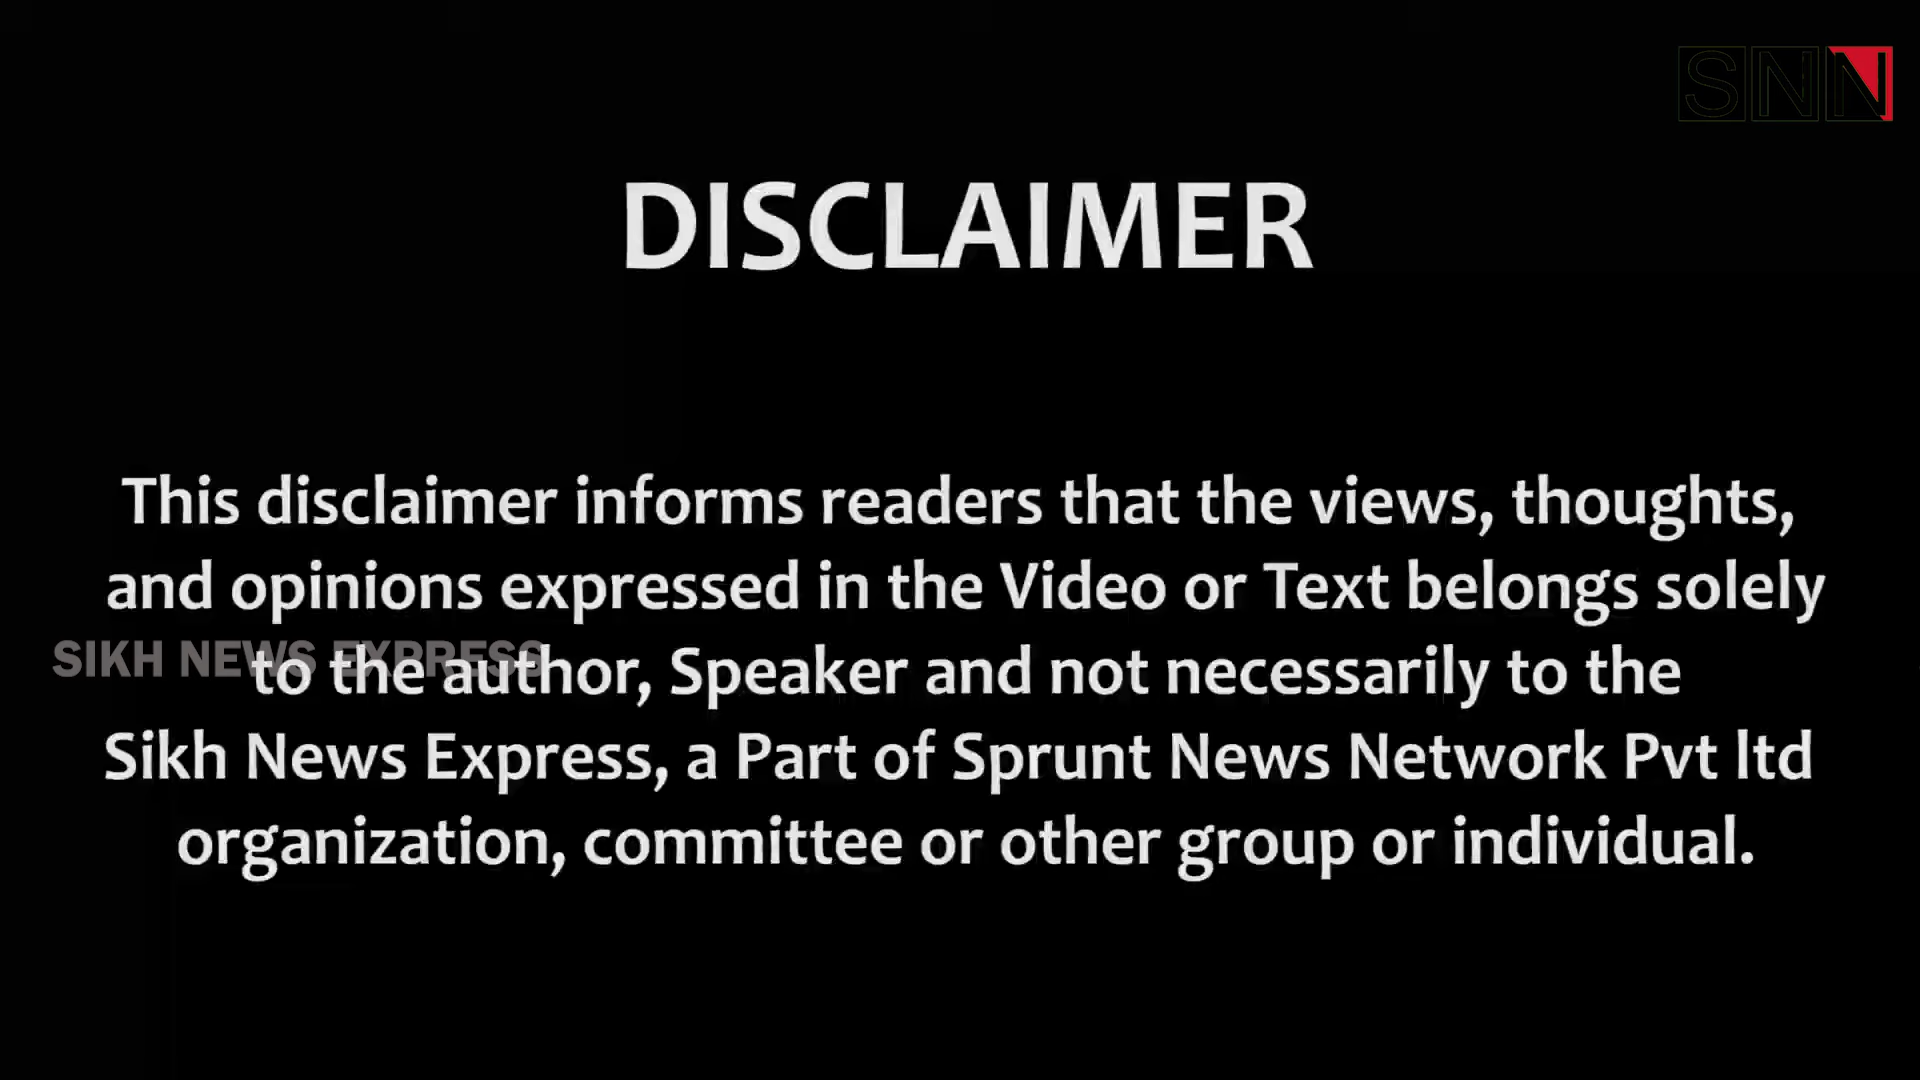 SNN
DISCLAIMER
This disclaimer informs readers that the views, thoughts,
and opinions expressed in the Video or Text belongs solely
SIKH NEWS EXPRESS
to the author, Speaker and not necessarily to the
Sikh News Express, a Part of Sprunt News Network Pvt ltd
organization, committee or other group or individual.